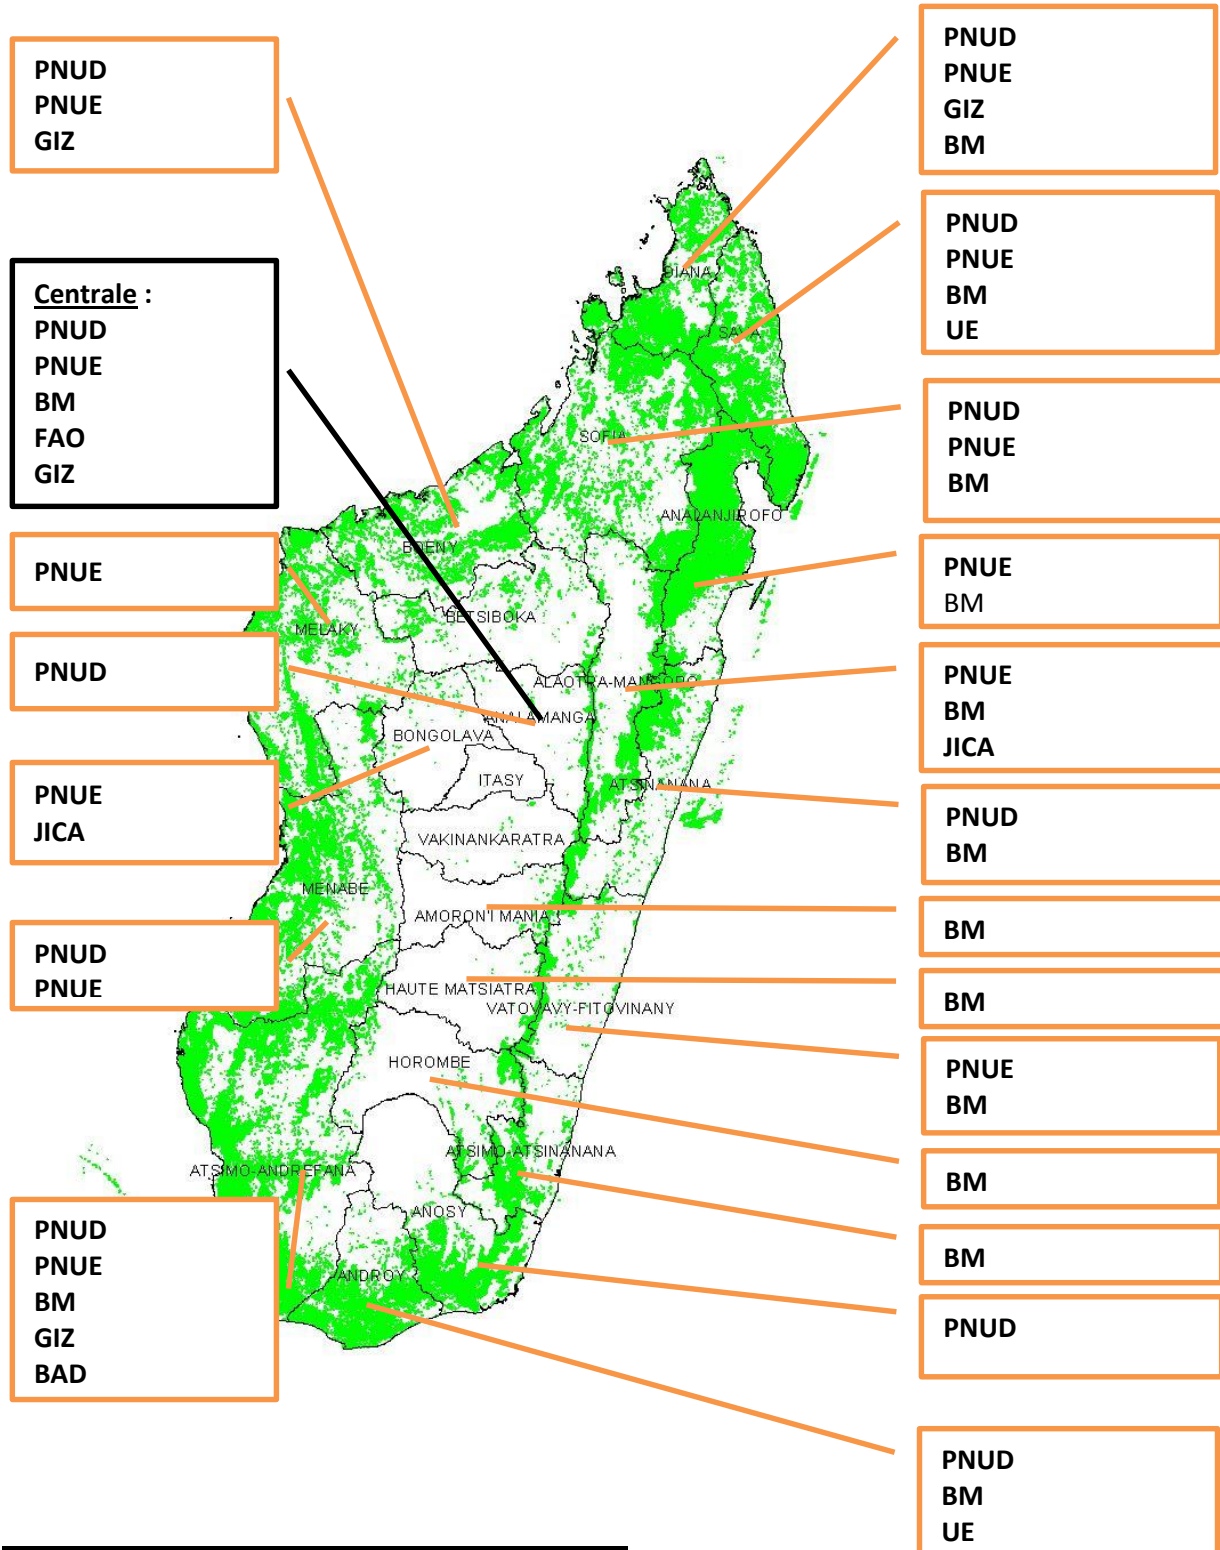 PNUD
PNUE
GIZ
Centrale :
PNUD
PNUE
BM
FAO
GIZ
PNUE
PNUD
PNUE
JICA
PNUD
PNUE
PNUD
PNUE
BM
GIZ
BAD
DIANA
SAVA
SOFIA
ANALANJIROFO
BOENY
BETSIBOKA
MELAKY
ALAOTRA-MANGORO
ANALAMANGA
BONGOLAVA
ITASY
ATSINANANA
VAKINANKARATRA
MENABE
AMORON'I MANIA
HAUTE MATSIATRA
VATOVAVY-FITOVINANY
HOROMBE
ATSIMO-ATSINANANA
ATSIMO-ANDREFANA
ANOSY
ANDROY
PNUD
PNUE
GIZ
BM
PNUD
PNUE
BM
UE
PNUD
PNUE
BM
PNUE
BM
PNUE
BM
JICA
PNUD
BM
BM
BM
PNUE
BM
BM
BM
PNUD
PNUD
BM
UE